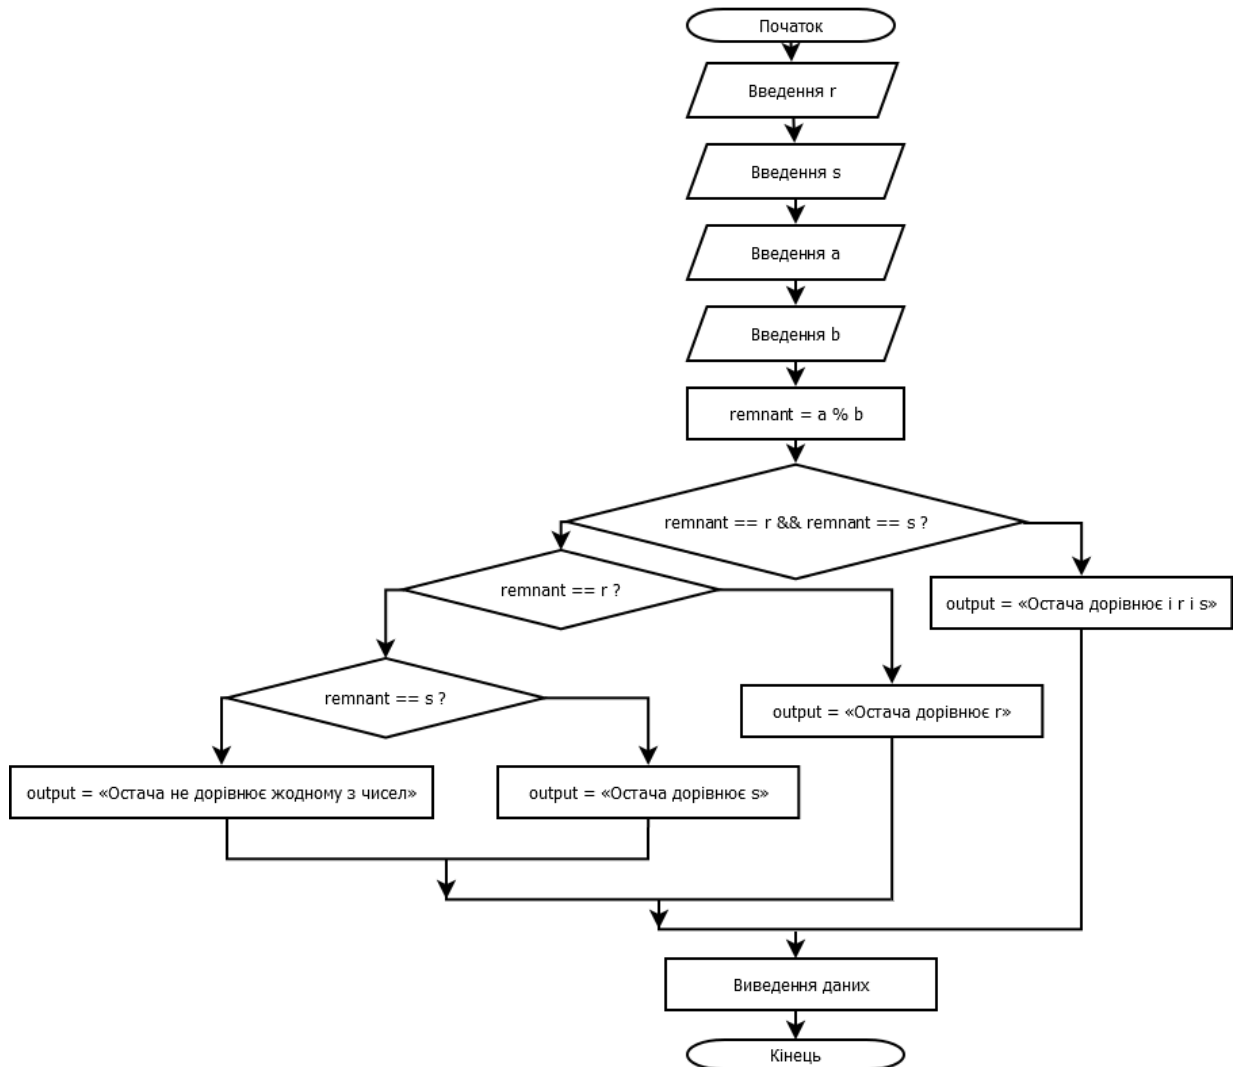 Початок
Введення r
Введення s
Введення a
Введення b
remnant = a % b
remnant == r && remnant == s ?
remnant == r ?
output = «Остача дорівнює і r і s»
remnant == s ?
output = «Остача дорівнює r»
output = «Остача не дорівнює жодному з чисел»
output = «Остача дорівнює s»
Виведення даних
Кінець